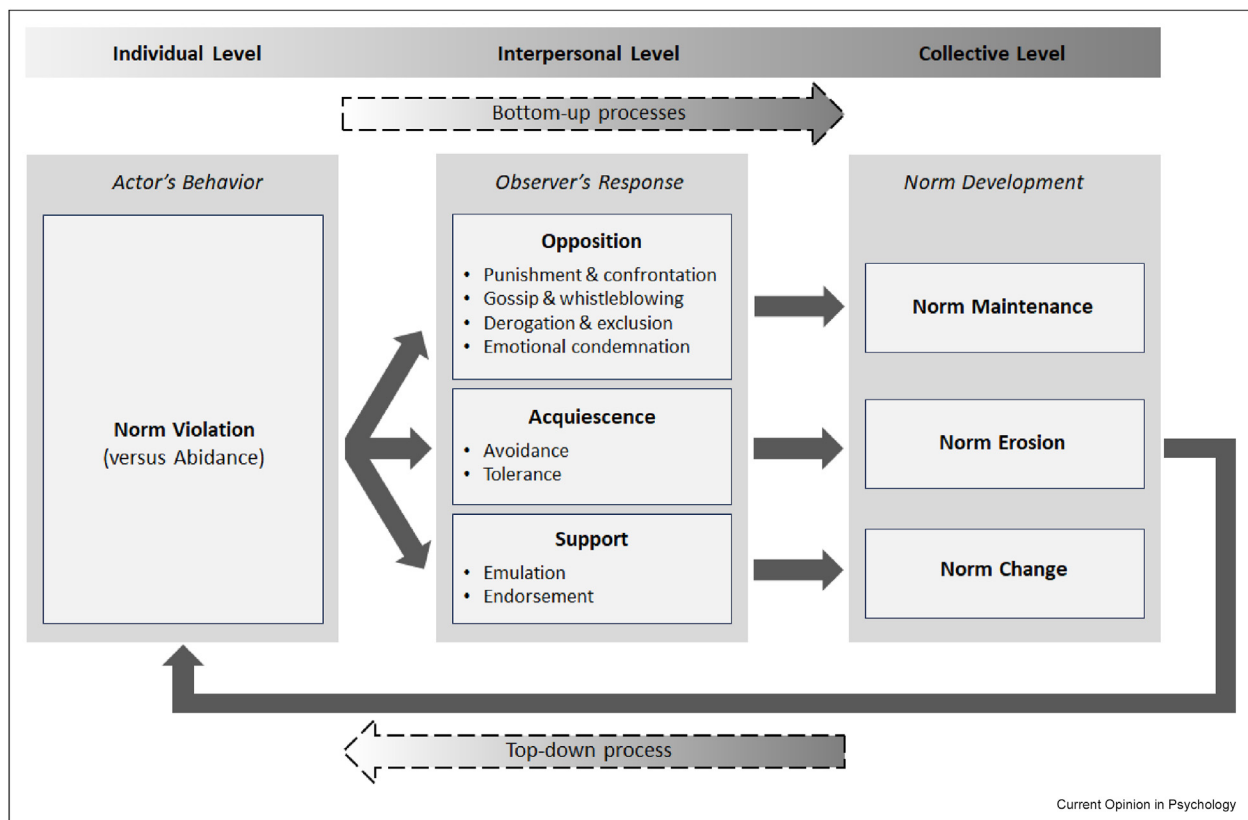 Individual Level
Interpersonal Level
Collective Level
Bottom-up processes
Actor’s Behavior
Norm Violation
(versus Abidance)
Observer’s Response
Opposition
• Punishment & confrontation
• Gossip & whistleblowing
• Derogation & exclusion
• Emotional condemnation
Acquiescence
• Avoidance
• Tolerance
Support
• Emulation
• Endorsement
Norm Development
Norm Maintenance
Norm Erosion
Norm Change
Top-down process
Current Opinion in Psychology